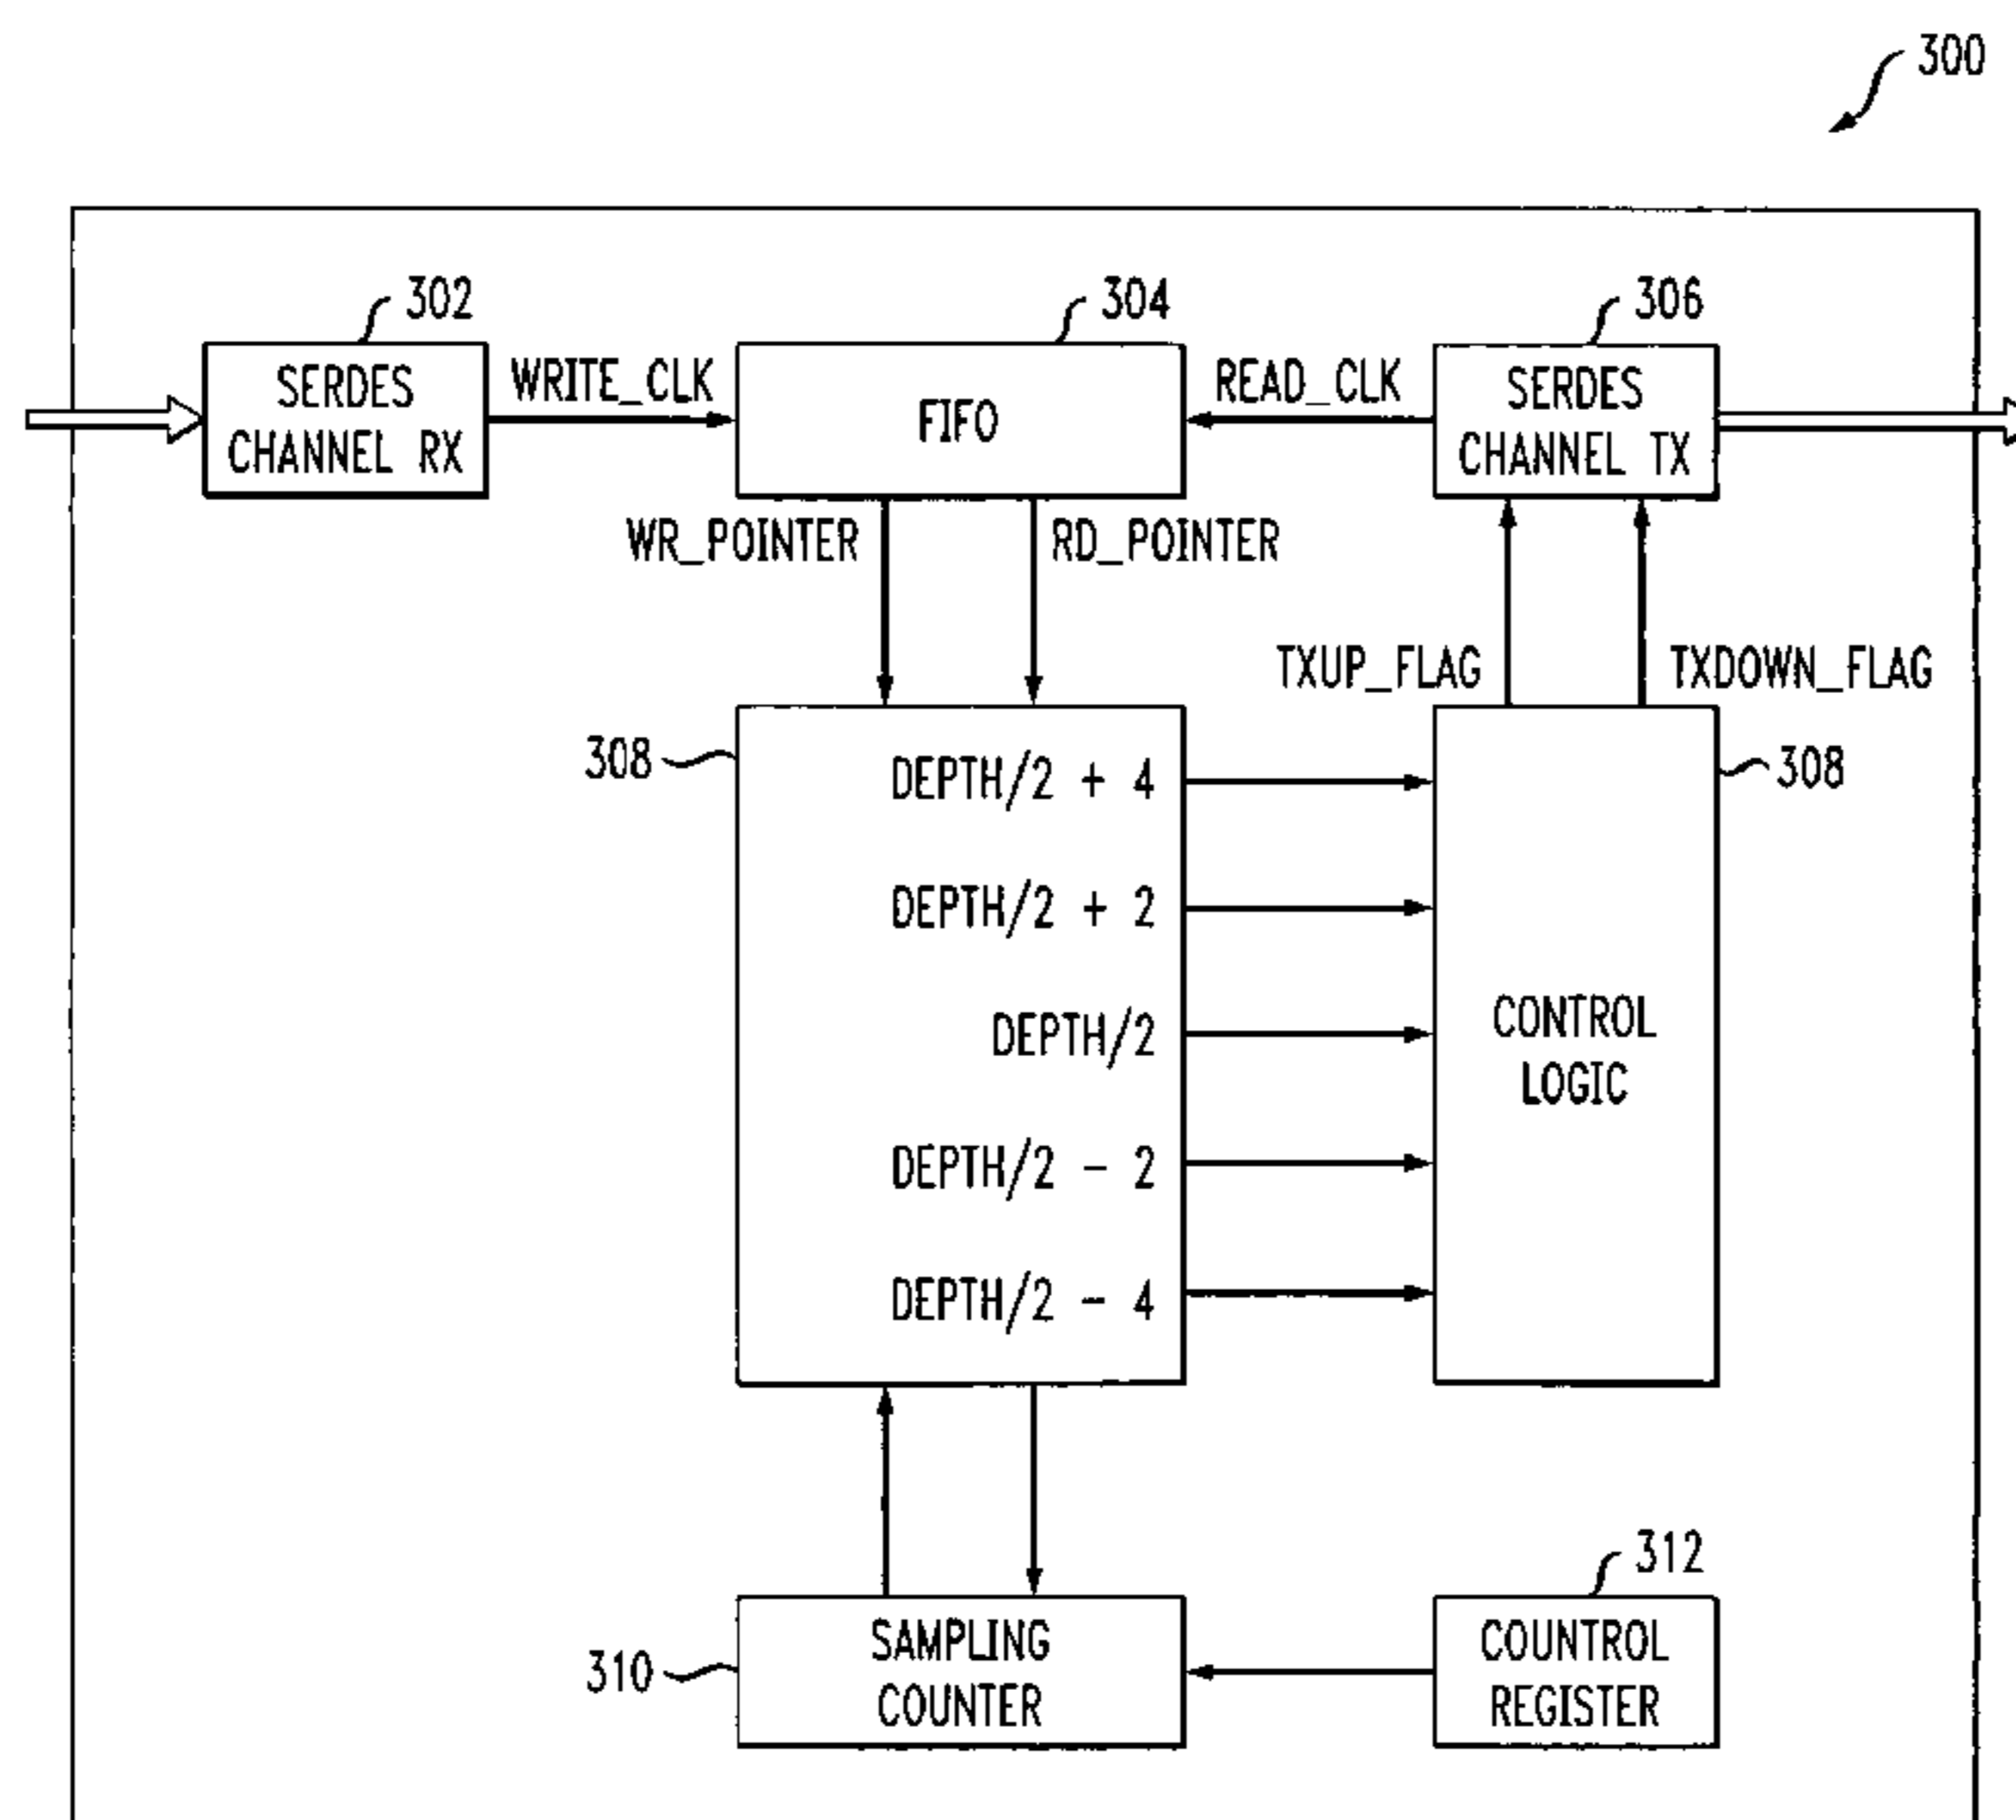 300
302
304
306
SERDES
CHANNEL RX
WRITE_CLK
FIFO
READ_CLK
SERDES
CHANNEL TX
WR_POINTER
RD_POINTER
TXUP_FLAG
TXDOWN_FLAG
308
308
DEPTH/2 + 4
DEPTH/2 + 2
DEPTH/2
DEPTH/2 - 2
DEPTH/2 - 4
CONTROL
LOGIC
312
310
SAMPLING
COUNTER
COUNTROL
REGISTER